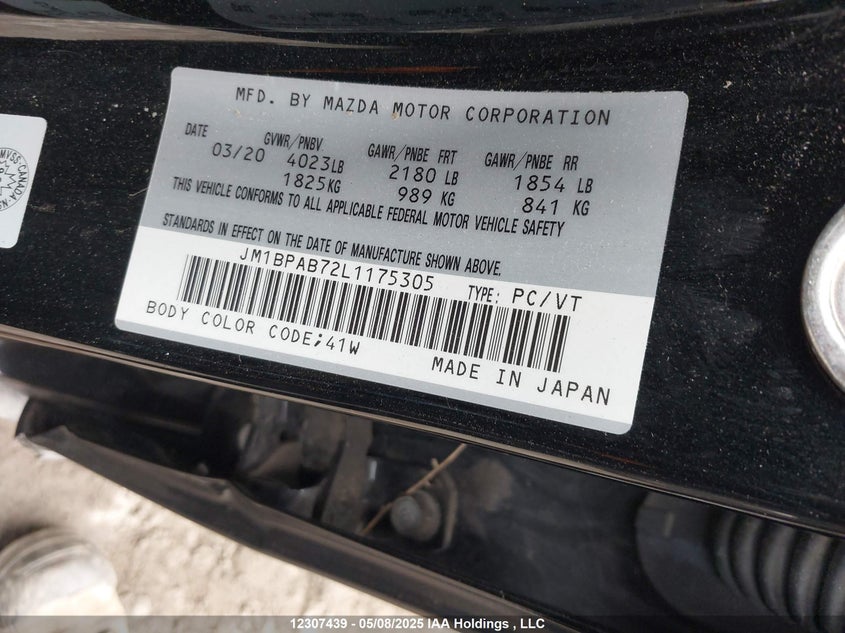 MFD. BY MAZDA MOTOR CORPORATION
DATE GVWR/PNBV GAWR/PNBE FRT GAWR/PNBE RR
03/20 4023LB 2180 LB 1854 LB
1825KG 989 KG 841 KG
THIS VEHICLE CONFORMS TO ALL APPLICABLE FEDERAL MOTOR VEHICLE SAFETY
STANDARDS IN EFFECT ON THE DATE OF MANUFACTURE SHOWN ABOVE.
JM1BPAB72L1175305 TYPE: PC/VT
BODY COLOR CODE;41W
MADE IN JAPAN
CANADA
12307439 - 05/08/2025 IAA Holdings , LLC